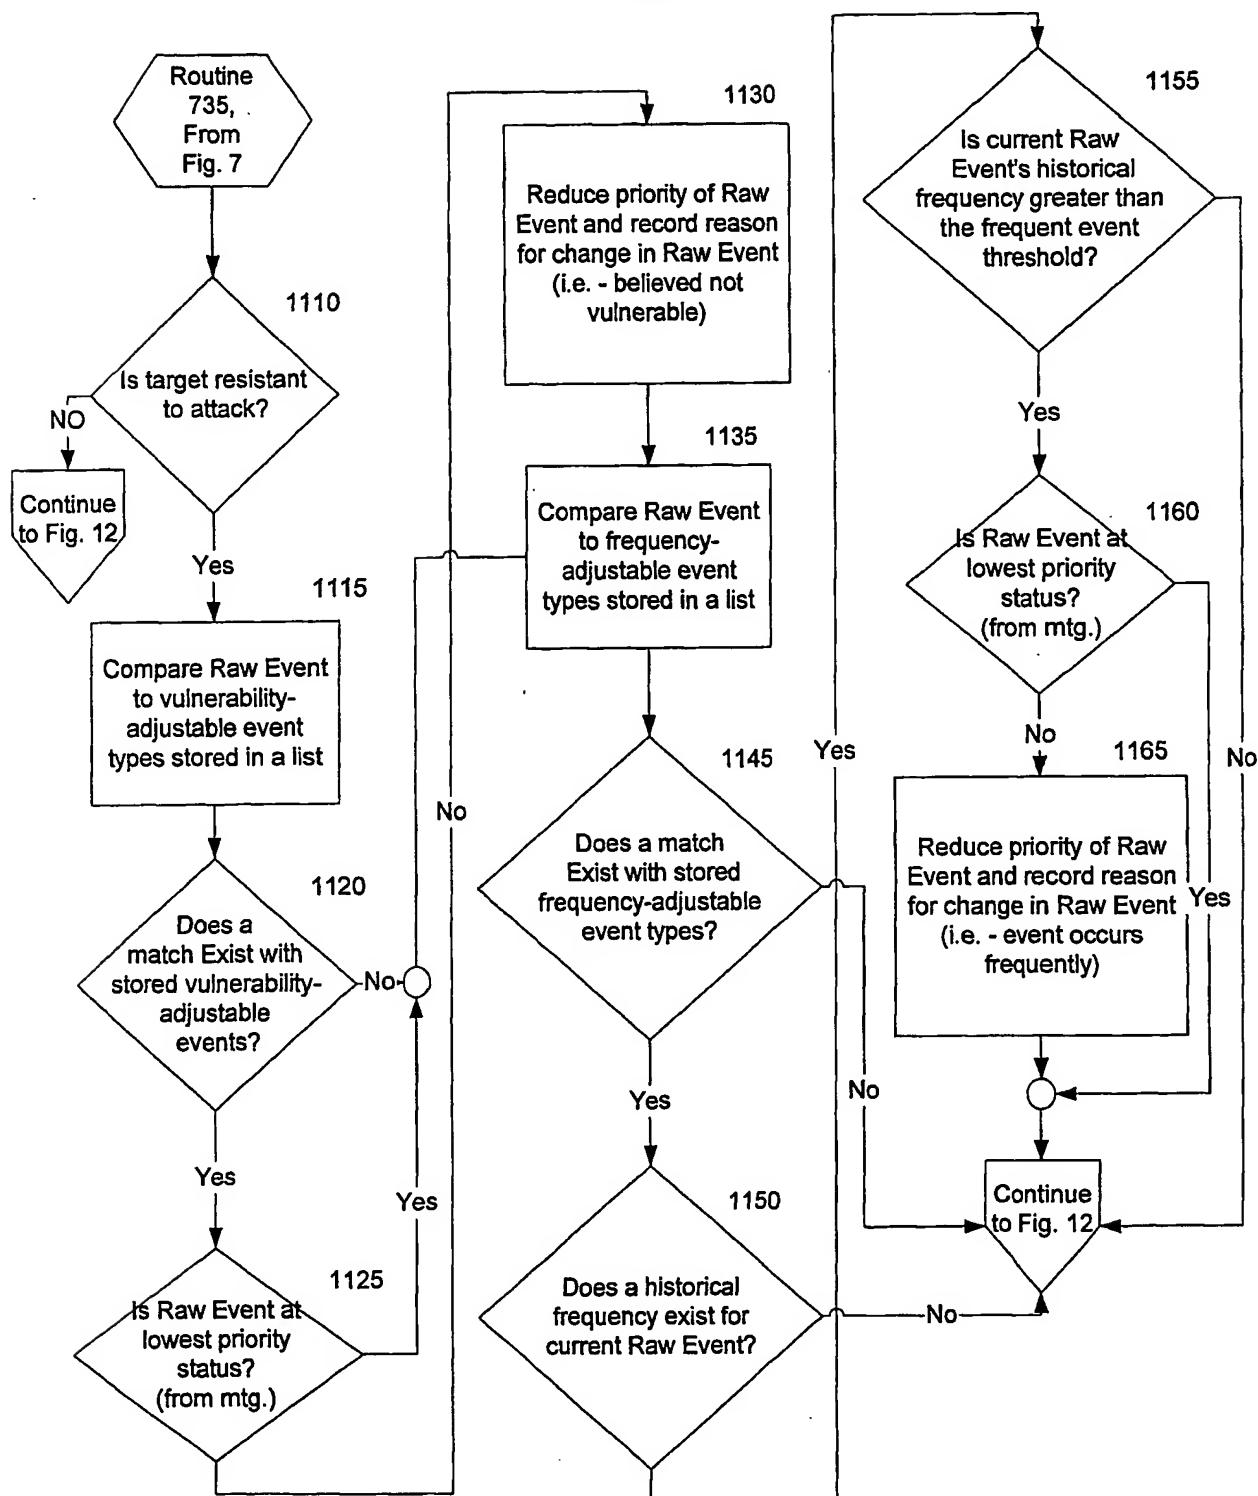 Routine
735,
From
Fig. 7
1110
Is target resistant
to attack?
NO
Continue
to Fig. 12
Yes
1115
Compare Raw Event
to vulnerability-
adjustable event
types stored in a list
1120
Does a
match Exist with
stored vulnerability-
adjustable
events?
No
Yes
1125
Is Raw Event at
lowest priority
status?
(from mtg.)
Yes
No
1130
Reduce priority of Raw
Event and record reason
for change in Raw Event
(i.e. - believed not
vulnerable)
1135
Compare Raw Event
to frequency-
adjustable event
types stored in a list
1145
Does a match
Exist with stored
frequency-adjustable
event types?
No
Yes
1150
Does a historical
frequency exist for
current Raw Event?
No
Yes
1155
Is current Raw
Event's historical
frequency greater than
the frequent event
threshold?
No
Yes
1160
Is Raw Event at
lowest priority
status?
(from mtg.)
Yes
No
1165
Reduce priority of Raw
Event and record reason
for change in Raw Event
(i.e. - event occurs
frequently)
Continue
to Fig. 12